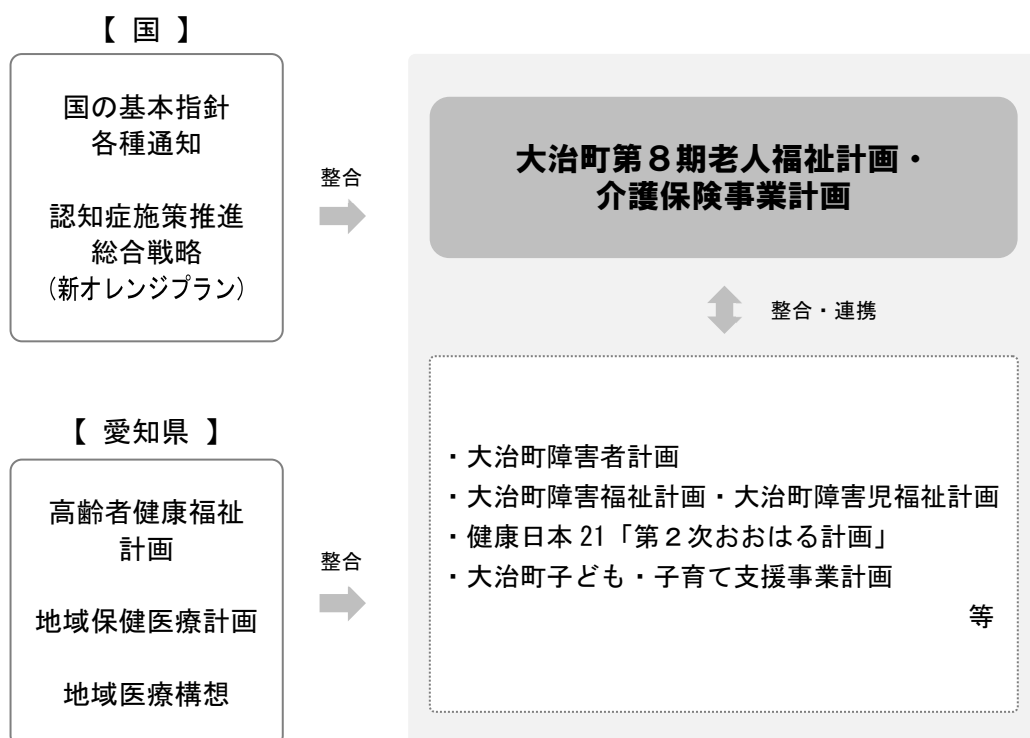 【 国 】
国の基本指針
各種通知
認知症施策推進
総合戦略
(新オレンジプラン)
整合
【 愛知県 】
高齢者健康福祉
計画
地域保健医療計画
地域医療構想
整合
大治町第８期老人福祉計画・
介護保険事業計画
整合・連携
・大治町障害者計画
・大治町障害福祉計画・大治町障害児福祉計画
・健康日本 21「第２次おおはる計画」
・大治町子ども・子育て支援事業計画
等